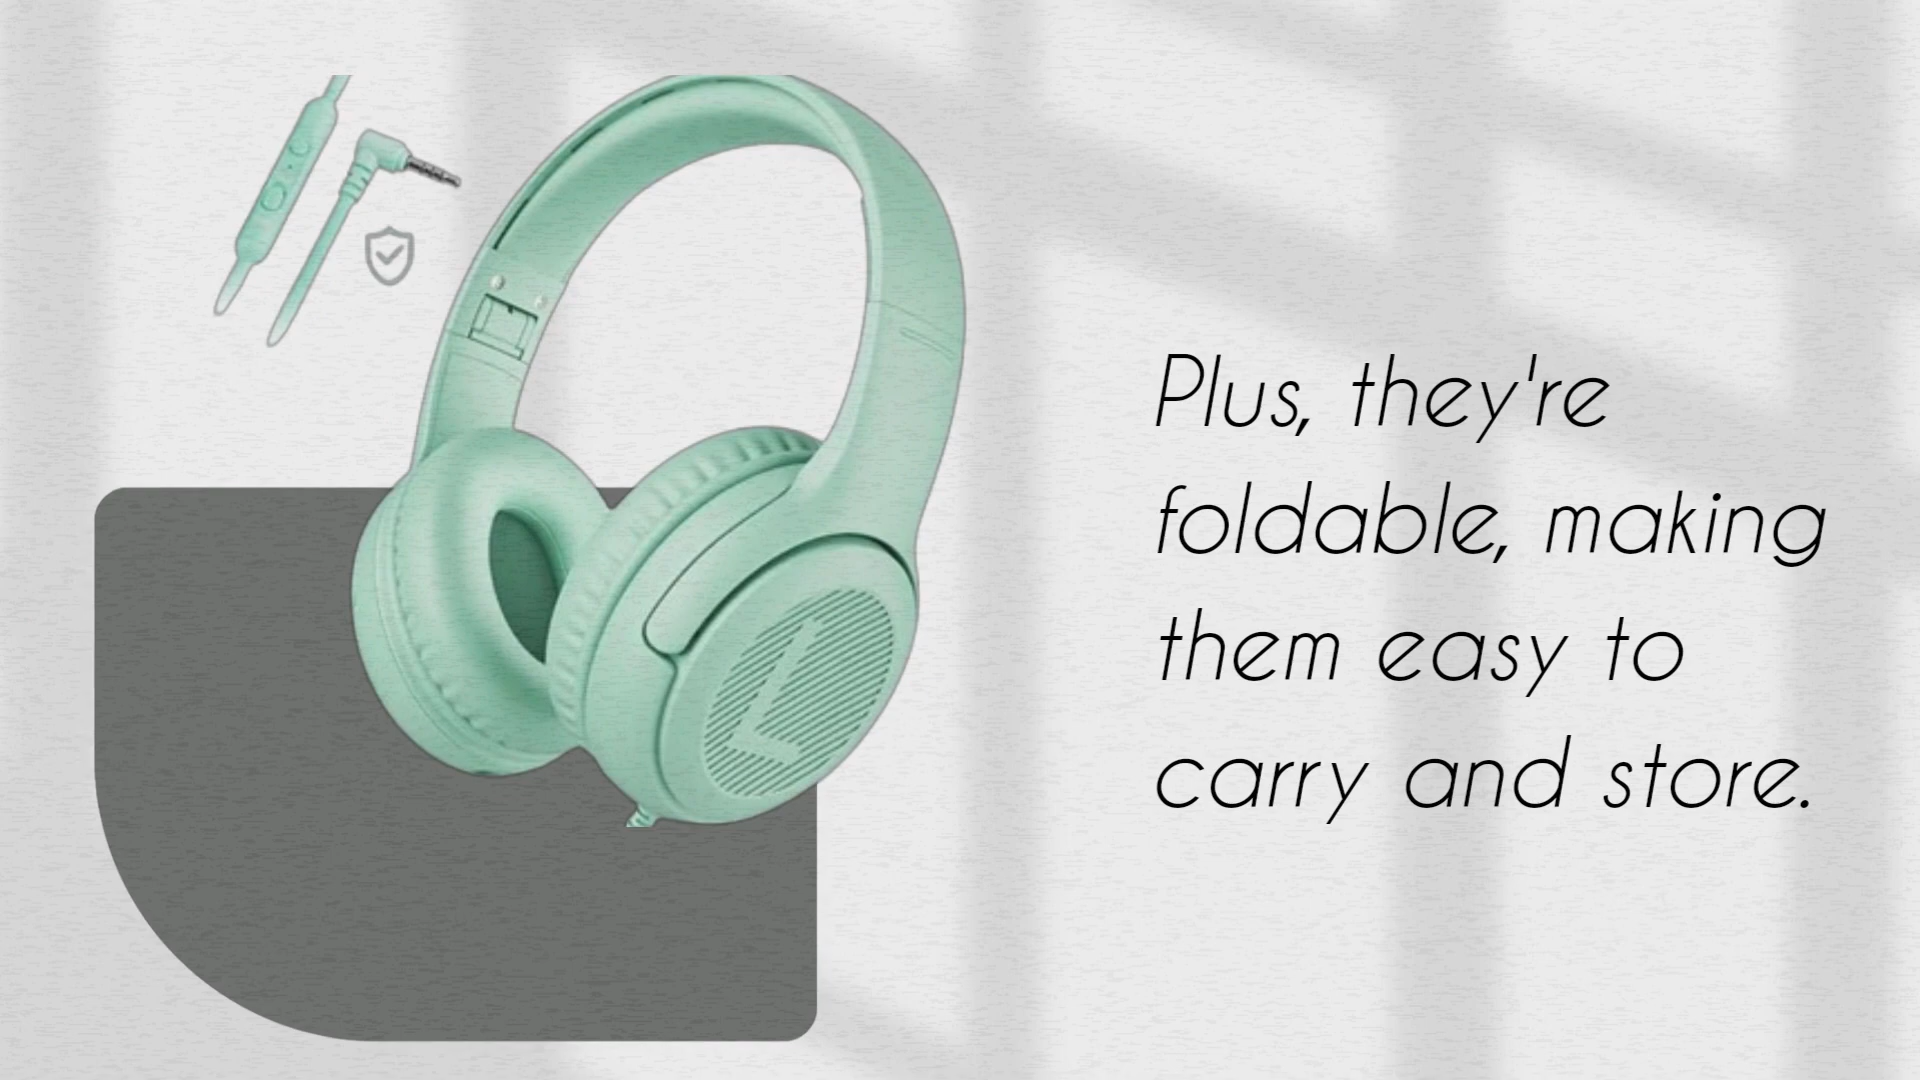 Plus, they're
foldable, making
them easy to
carry and store.